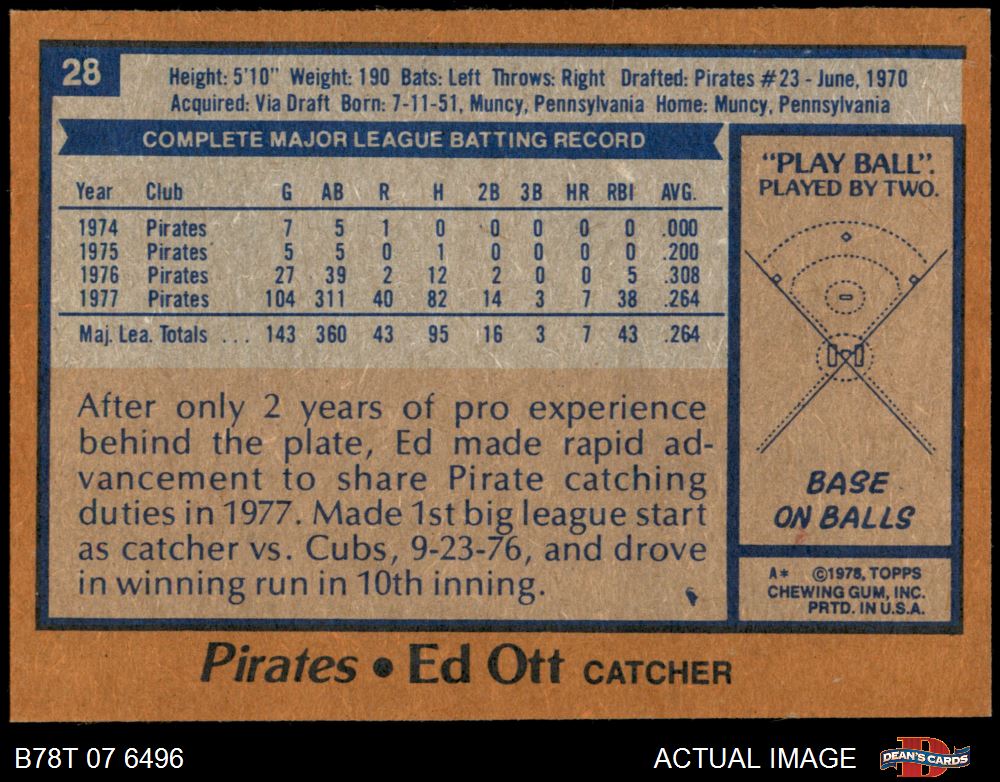 28
Height: 5'10" Weight: 190 Bats: Left Throws: Right Drafted: Pirates #23 - June, 1970
Acquired: Via Draft Born: 7-11-51, Muncy, Pennsylvania Home: Muncy, Pennsylvania
COMPLETE MAJOR LEAGUE BATTING RECORD
Year Club G AB R H 2B 3B HR RBI AVG.
1974 Pirates 7 5 1 0 0 0 0 0 .000
1975 Pirates 5 5 0 1 0 0 0 0 .200
1976 Pirates 27 39 2 12 2 0 0 5 .308
1977 Pirates 104 311 40 82 14 3 7 38 .264
Maj. Lea. Totals ... 143 360 43 95 16 3 7 43 .264
After only 2 years of pro experience
behind the plate, Ed made rapid ad-
vancement to share Pirate catching
duties in 1977. Made 1st big league start
as catcher vs. Cubs, 9-23-76, and drove
in winning run in 10th inning.
"PLAY BALL".
PLAYED BY TWO.
BASE
ON BALLS
A* ©1978, TOPPS
CHEWING GUM, INC.
PRTD. IN U.S.A.
Pirates • Ed Ott CATCHER
B78T 07 6496
ACTUAL IMAGE
DEAN'S CARDS